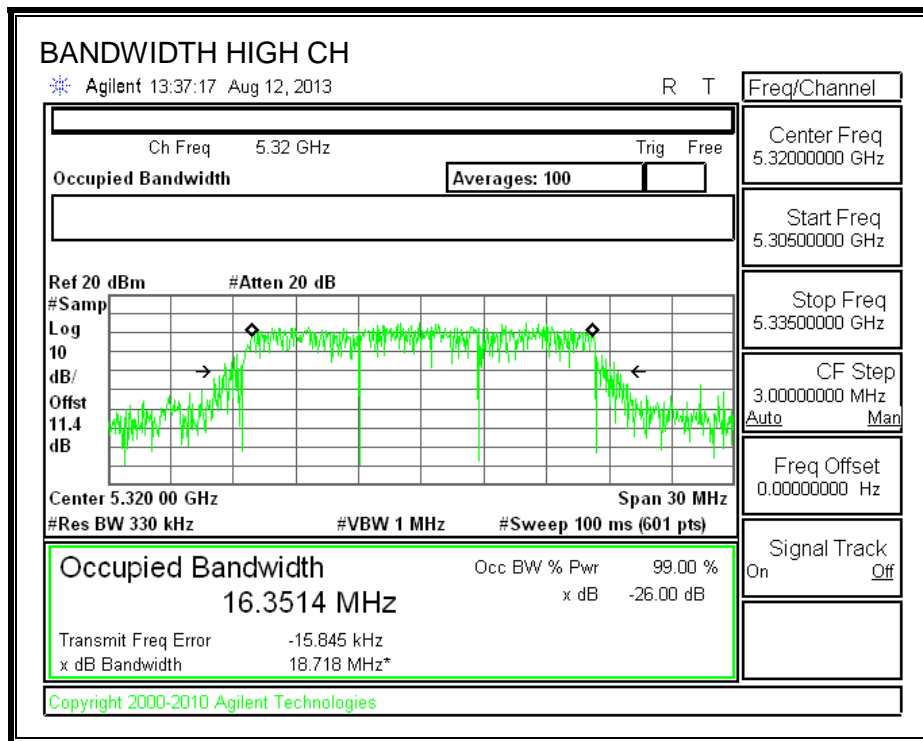 BANDWIDTH HIGH CH
Agilent 13:37:17 Aug 12, 2013 R T
Ch Freq 5.32 GHz Trig Free
Occupied Bandwidth Averages: 100
Ref 20 dBm #Atten 20 dB
#Samp
Log
10
dB/
Offst
11.4
dB
Center 5.320 00 GHz Span 30 MHz
#Res BW 330 kHz #VBW 1 MHz #Sweep 100 ms (601 pts)
Occupied Bandwidth Occ BW % Pwr 99.00 %
16.3514 MHz x dB -26.00 dB
Transmit Freq Error -15.845 kHz
x dB Bandwidth 18.718 MHz*
Copyright 2000-2010 Agilent Technologies
Freq/Channel
Center Freq
5.32000000 GHz
Start Freq
5.30500000 GHz
Stop Freq
5.33500000 GHz
CF Step
3.00000000 MHz
Auto Man
Freq Offset
0.00000000 Hz
Signal Track
On Off